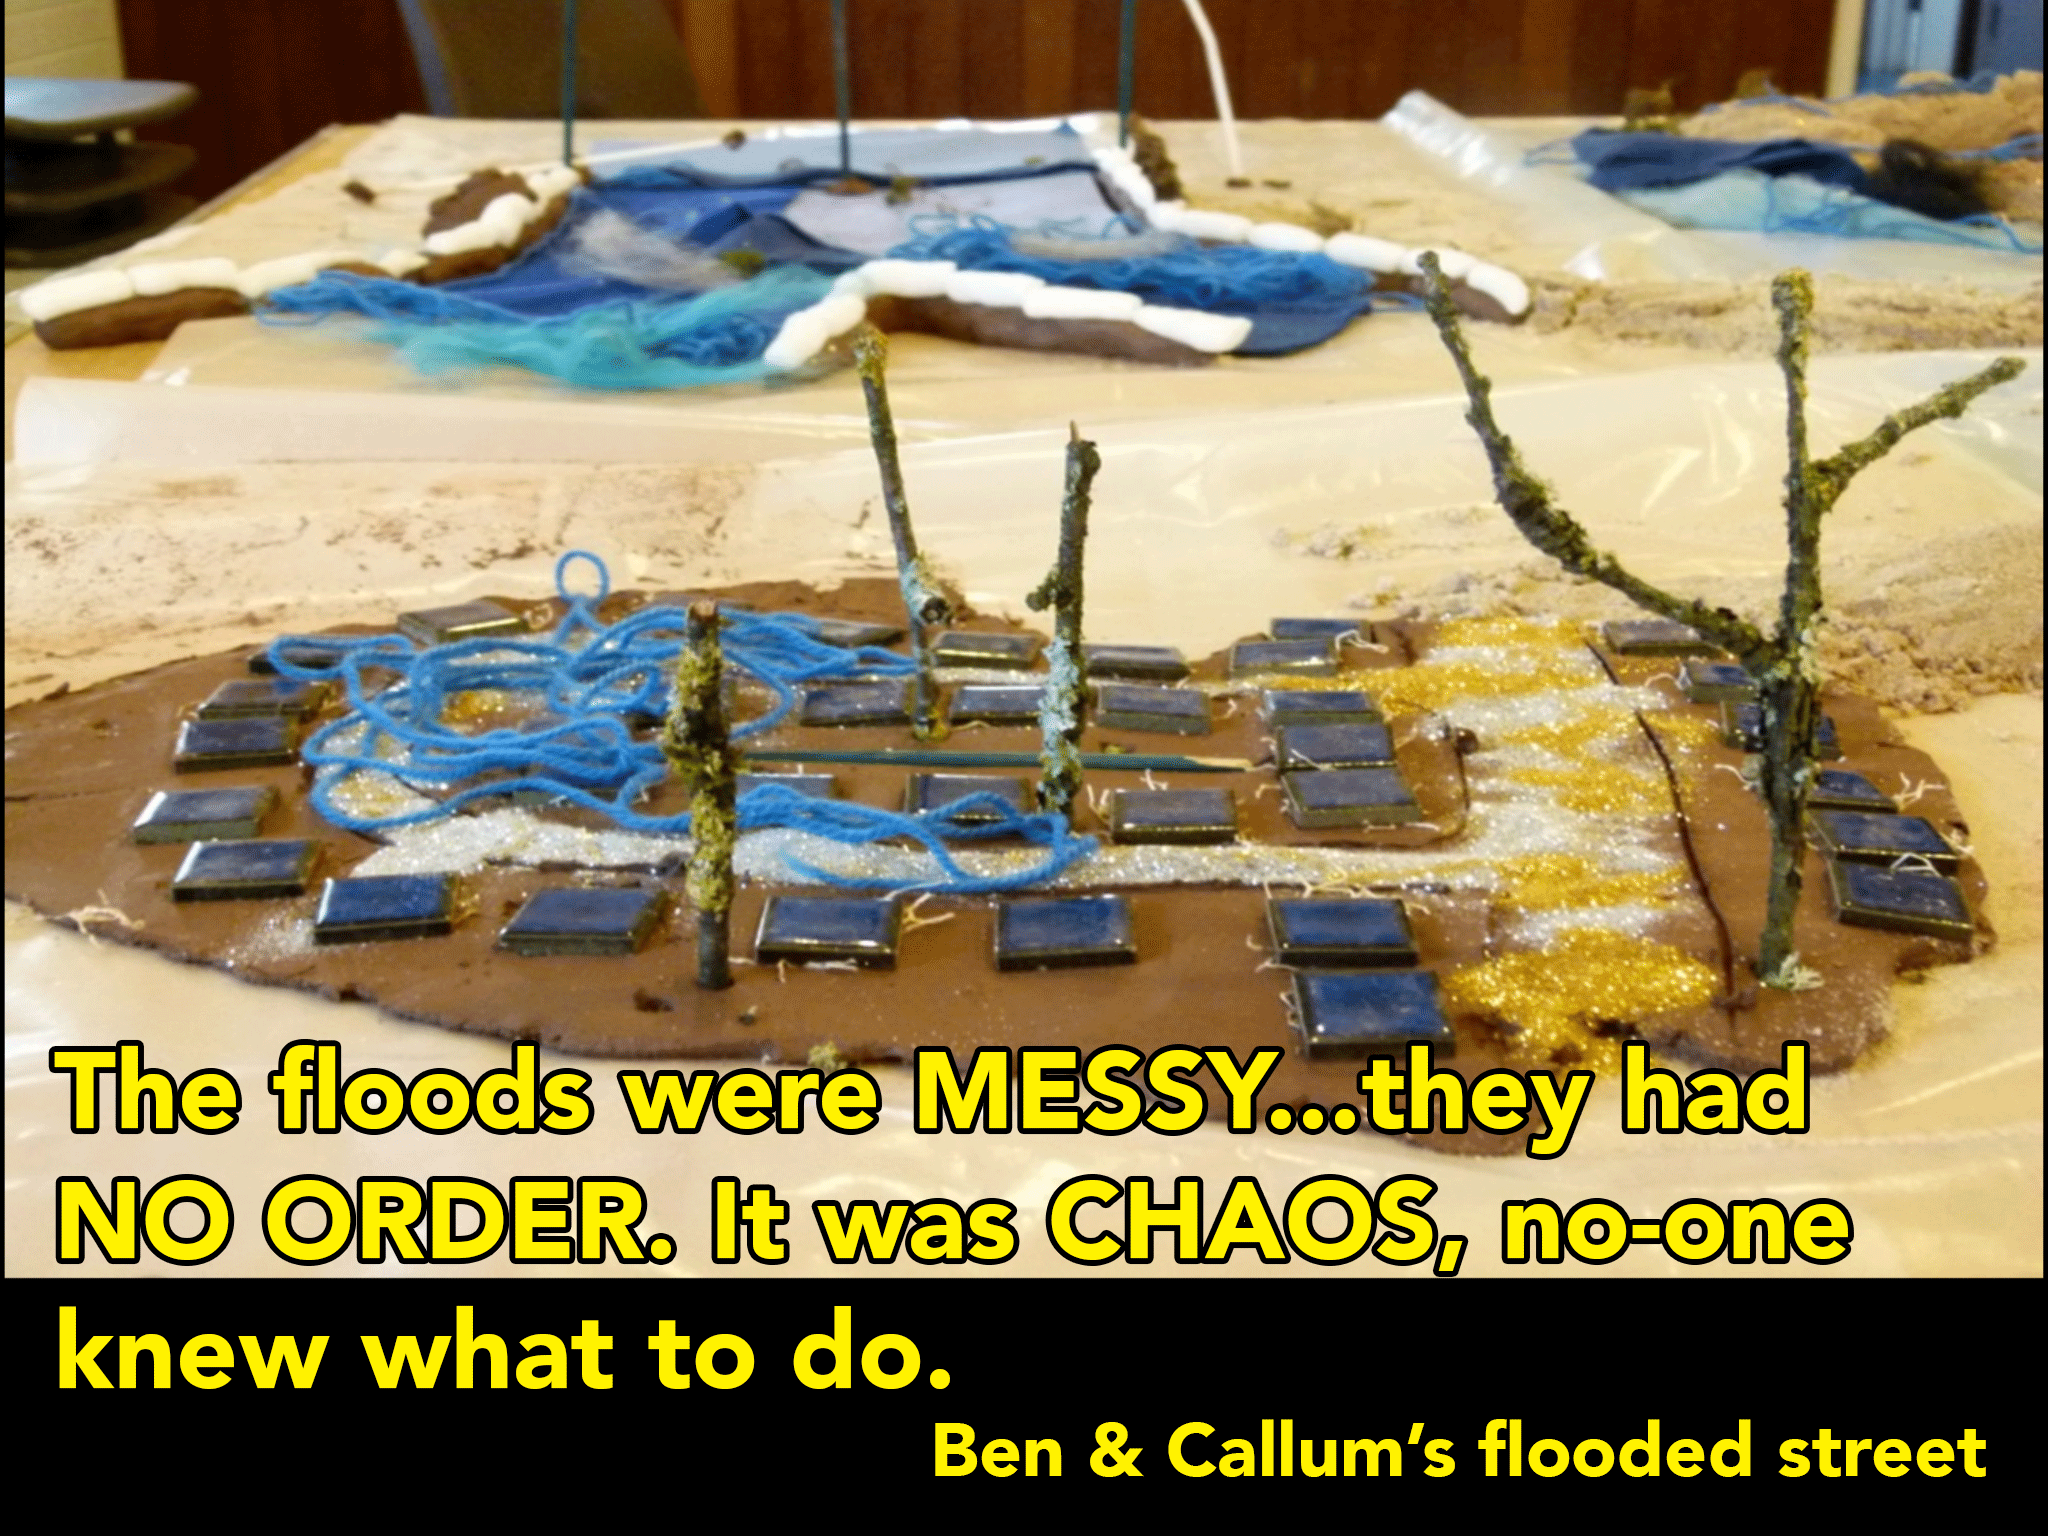 The floods were MESSY...they had
NO ORDER. It was CHAOS, no-one
knew what to do.
Ben & Callum’s flooded street